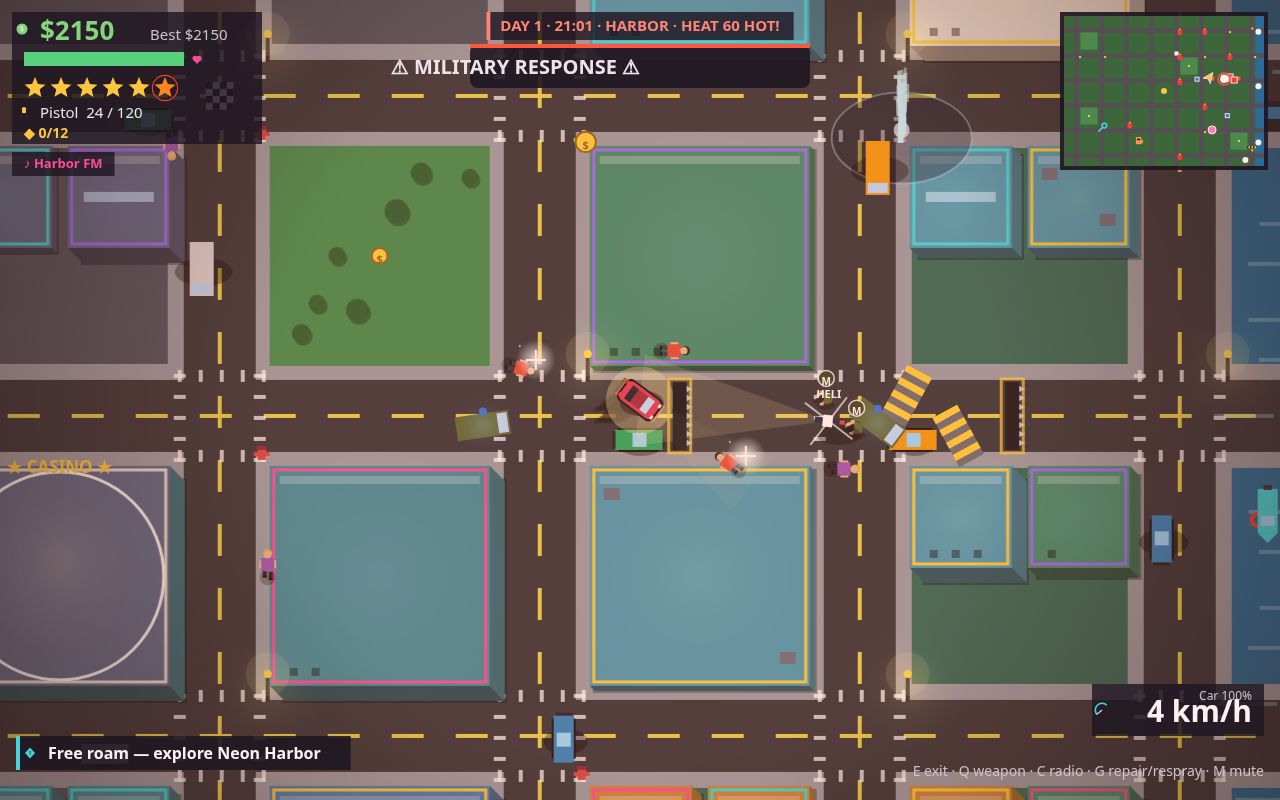 $2150
Best $2150
Pistol 24 / 120
◆ 0/12
♪ Harbor FM
DAY 1 · 21:01 · HARBOR · HEAT 60 HOT!
⚠ MILITARY RESPONSE ⚠
$
$
M
HELI
M
★ CASINO ★
Free roam — explore Neon Harbor
Car 100%
4 km/h
E exit · Q weapon · C radio · G repair/respray · M mute